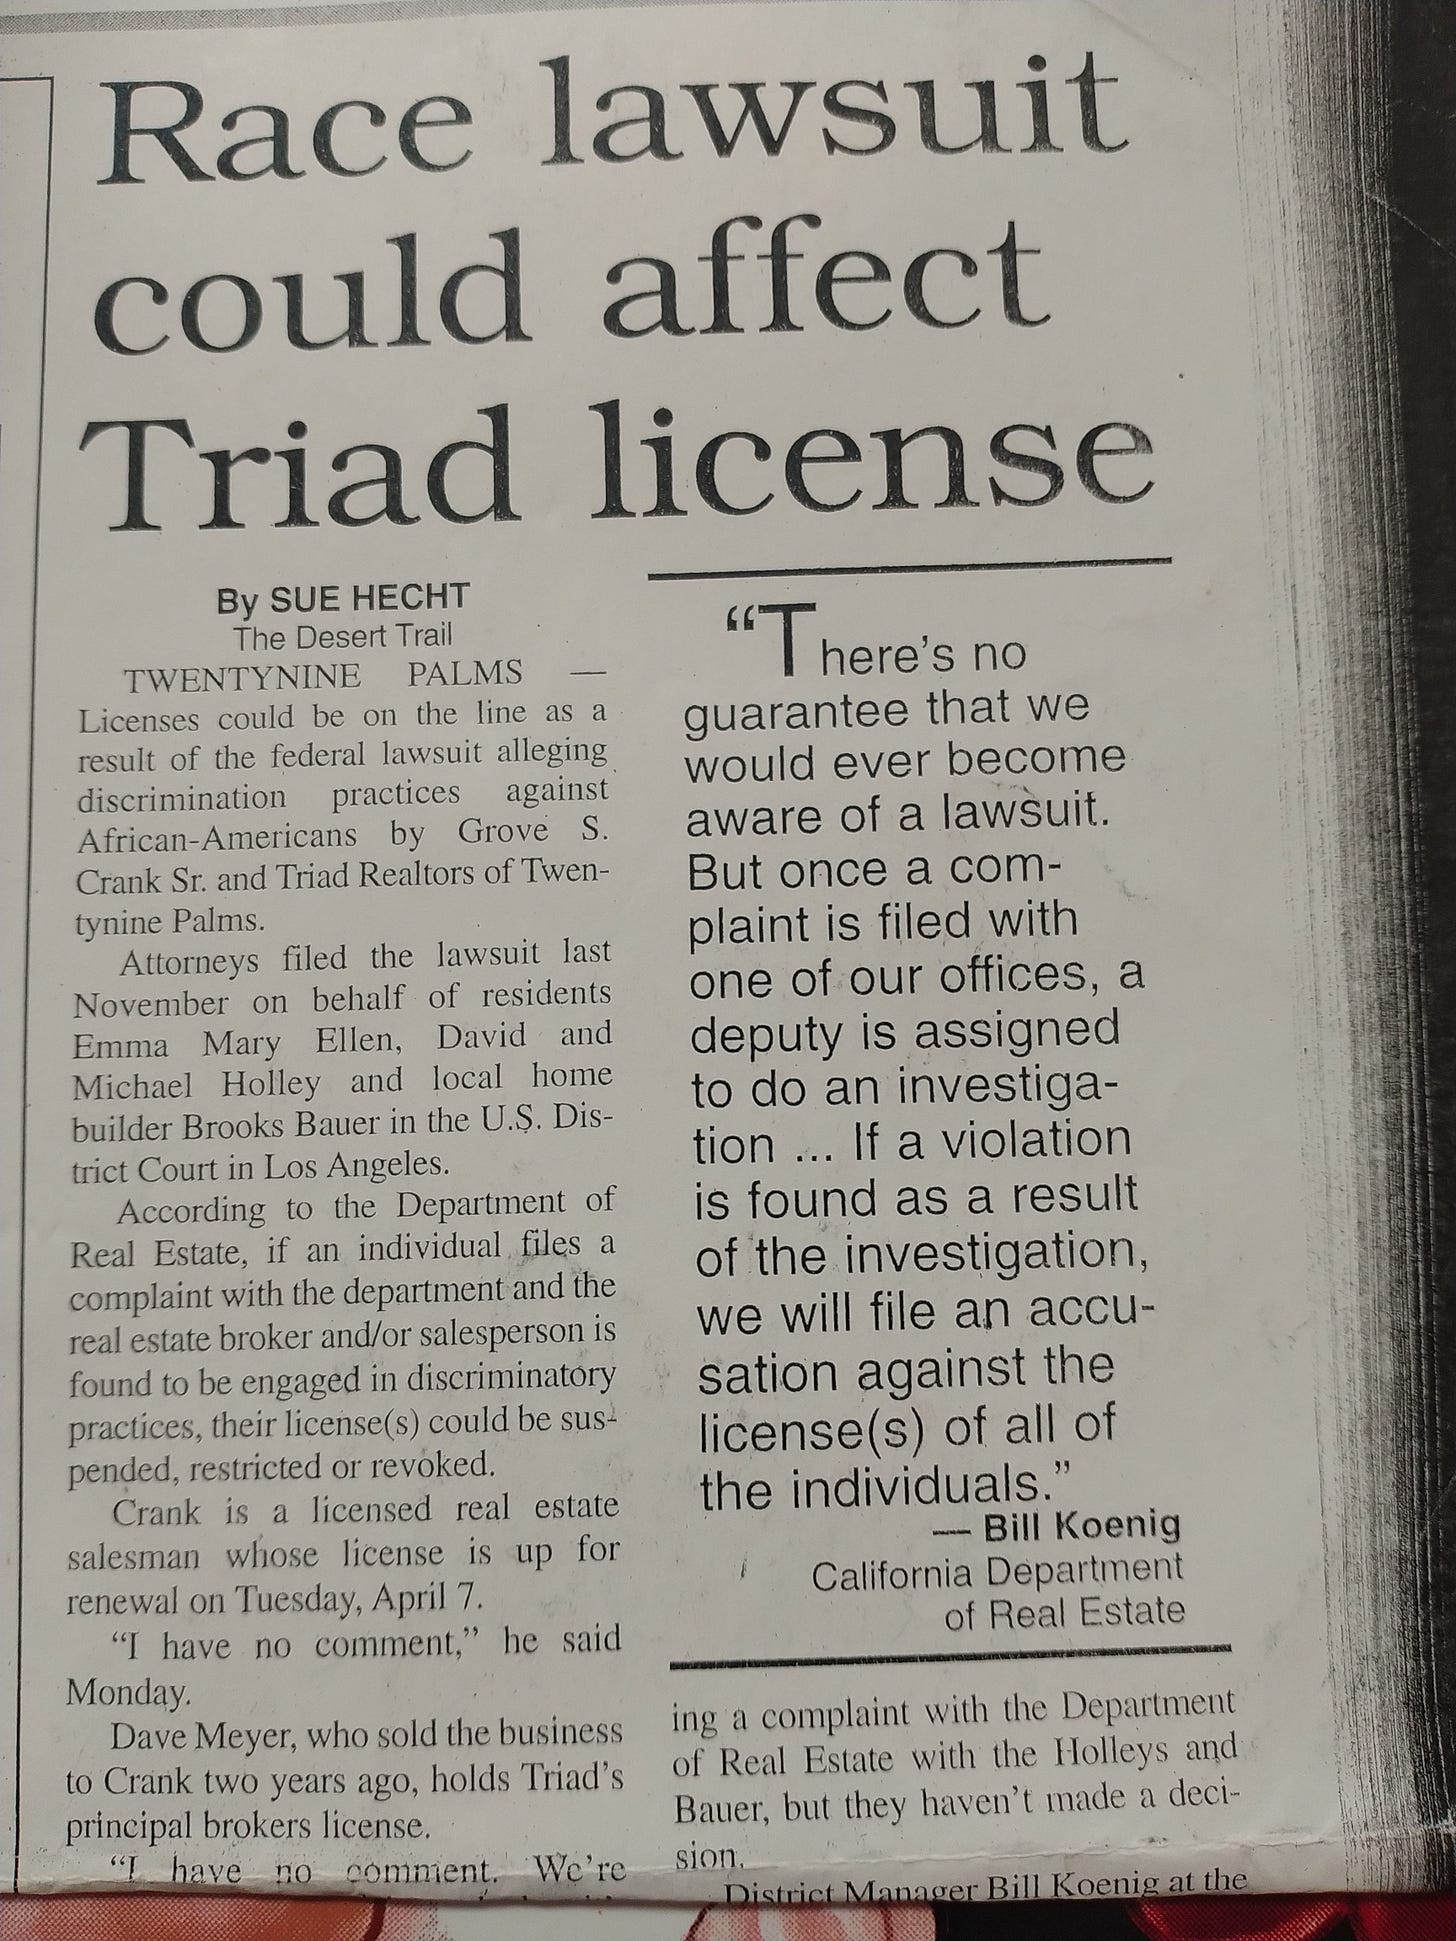 Race lawsuit
could affect
Triad license
By SUE HECHT
The Desert Trail
TWENTYNINE PALMS —
Licenses could be on the line as a
result of the federal lawsuit alleging
discrimination practices against
African-Americans by Grove S.
Crank Sr. and Triad Realtors of Twen-
tynine Palms.
Attorneys filed the lawsuit last
November on behalf of residents
Emma Mary Ellen, David and
Michael Holley and local home
builder Brooks Bauer in the U.S. Dis-
trict Court in Los Angeles.
According to the Department of
Real Estate, if an individual files a
complaint with the department and the
real estate broker and/or salesperson is
found to be engaged in discriminatory
practices, their license(s) could be sus-
pended, restricted or revoked.
Crank is a licensed real estate
salesman whose license is up for
renewal on Tuesday, April 7.
“I have no comment,” he said
Monday.
Dave Meyer, who sold the business
to Crank two years ago, holds Triad’s
principal brokers license.
“I have no comment. We’re
“There’s no
guarantee that we
would ever become
aware of a lawsuit.
But once a com-
plaint is filed with
one of our offices, a
deputy is assigned
to do an investiga-
tion ... If a violation
is found as a result
of the investigation,
we will file an accu-
sation against the
license(s) of all of
the individuals.”
— Bill Koenig
California Department
of Real Estate
ing a complaint with the Department
of Real Estate with the Holleys and
Bauer, but they haven’t made a deci-
sion.
District Manager Bill Koenig at the